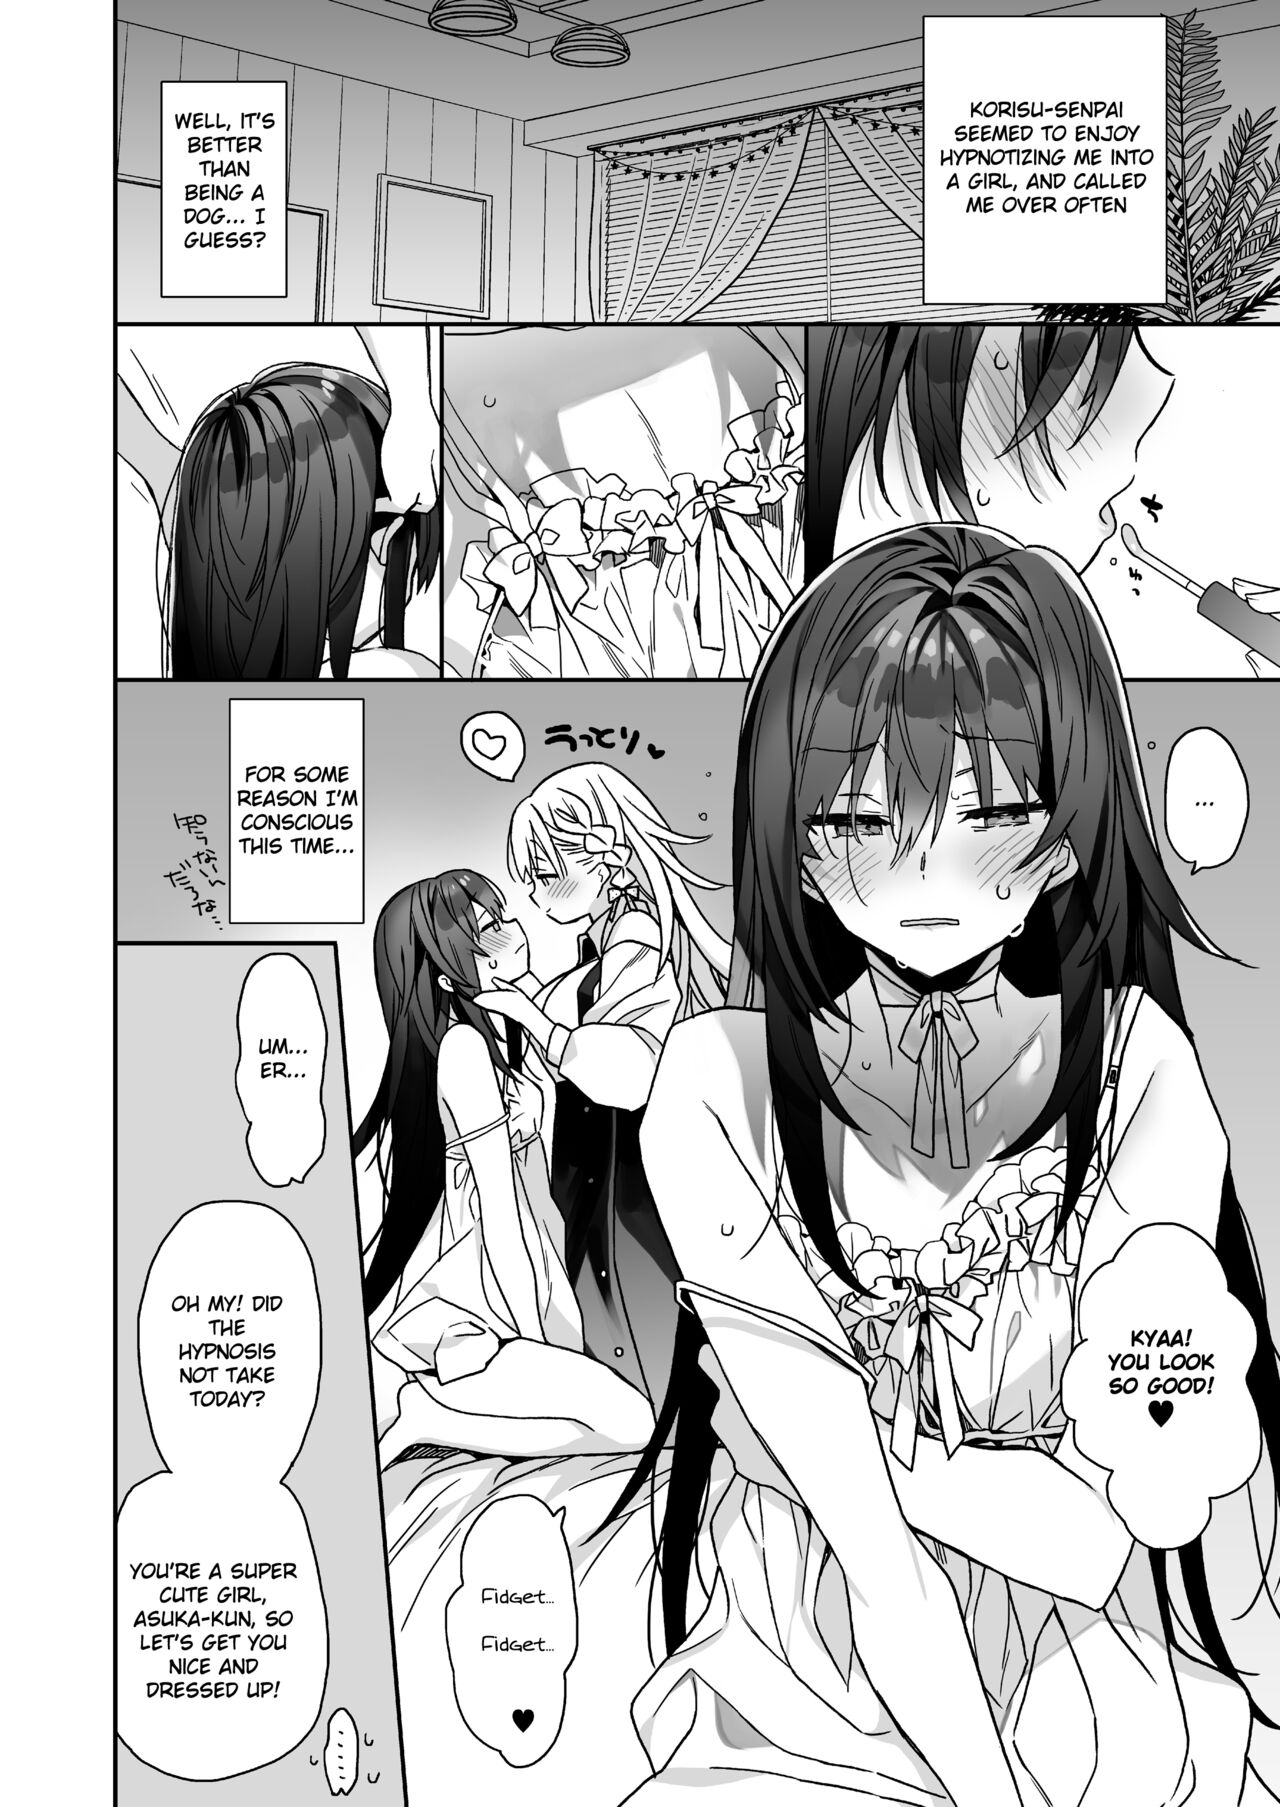 KORISU-SENPAI
SEEMED TO ENJOY
HYPNOTIZING ME INTO
A GIRL, AND CALLED
ME OVER OFTEN
WELL, IT'S
BETTER
THAN
BEING A
DOG... I
GUESS?
FOR SOME
REASON I'M
CONSCIOUS
THIS TIME...
うっとり
...
KYAA!
YOU LOOK
SO GOOD!
♥
UM...
ER...
OH MY! DID
THE
HYPNOSIS
NOT TAKE
TODAY?
YOU'RE A SUPER
CUTE GIRL,
ASUKA-KUN, SO
LET'S GET YOU
NICE AND
DRESSED UP!
FIDGET...
FIDGET...
♥